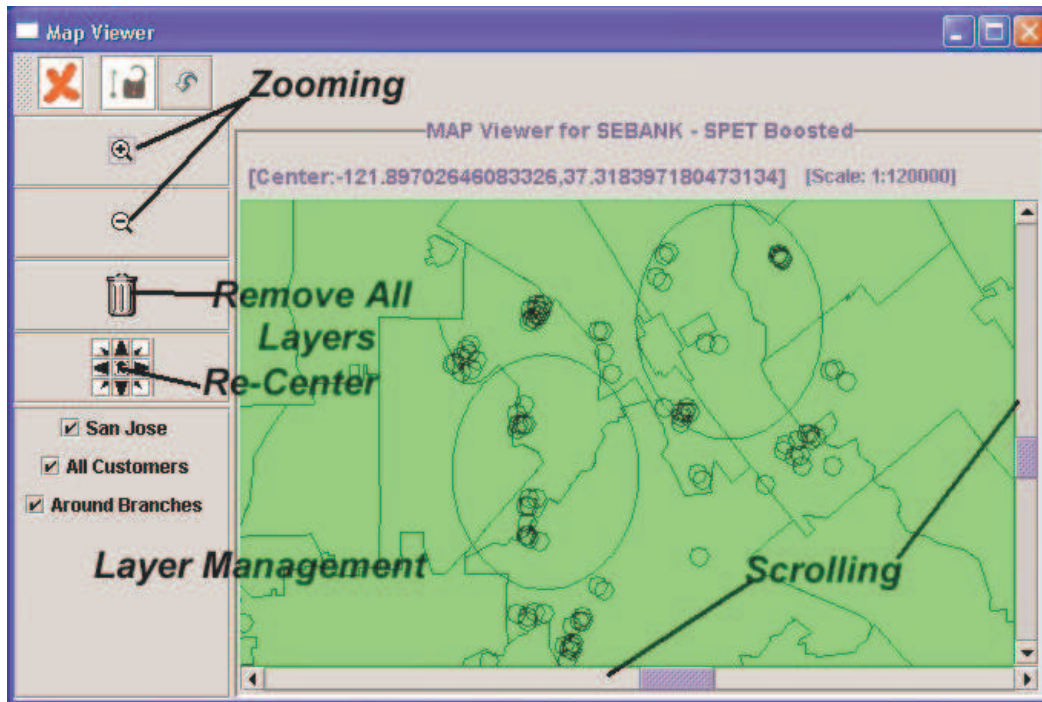 Map Viewer
Zooming
MAP Viewer for SEBANK - SPET Boosted
[Center:-121.89702646083326,37.318397180473134] [Scale: 1:120000]
Remove All
Layers
Re-Center
San Jose
All Customers
Around Branches
Layer Management
Scrolling